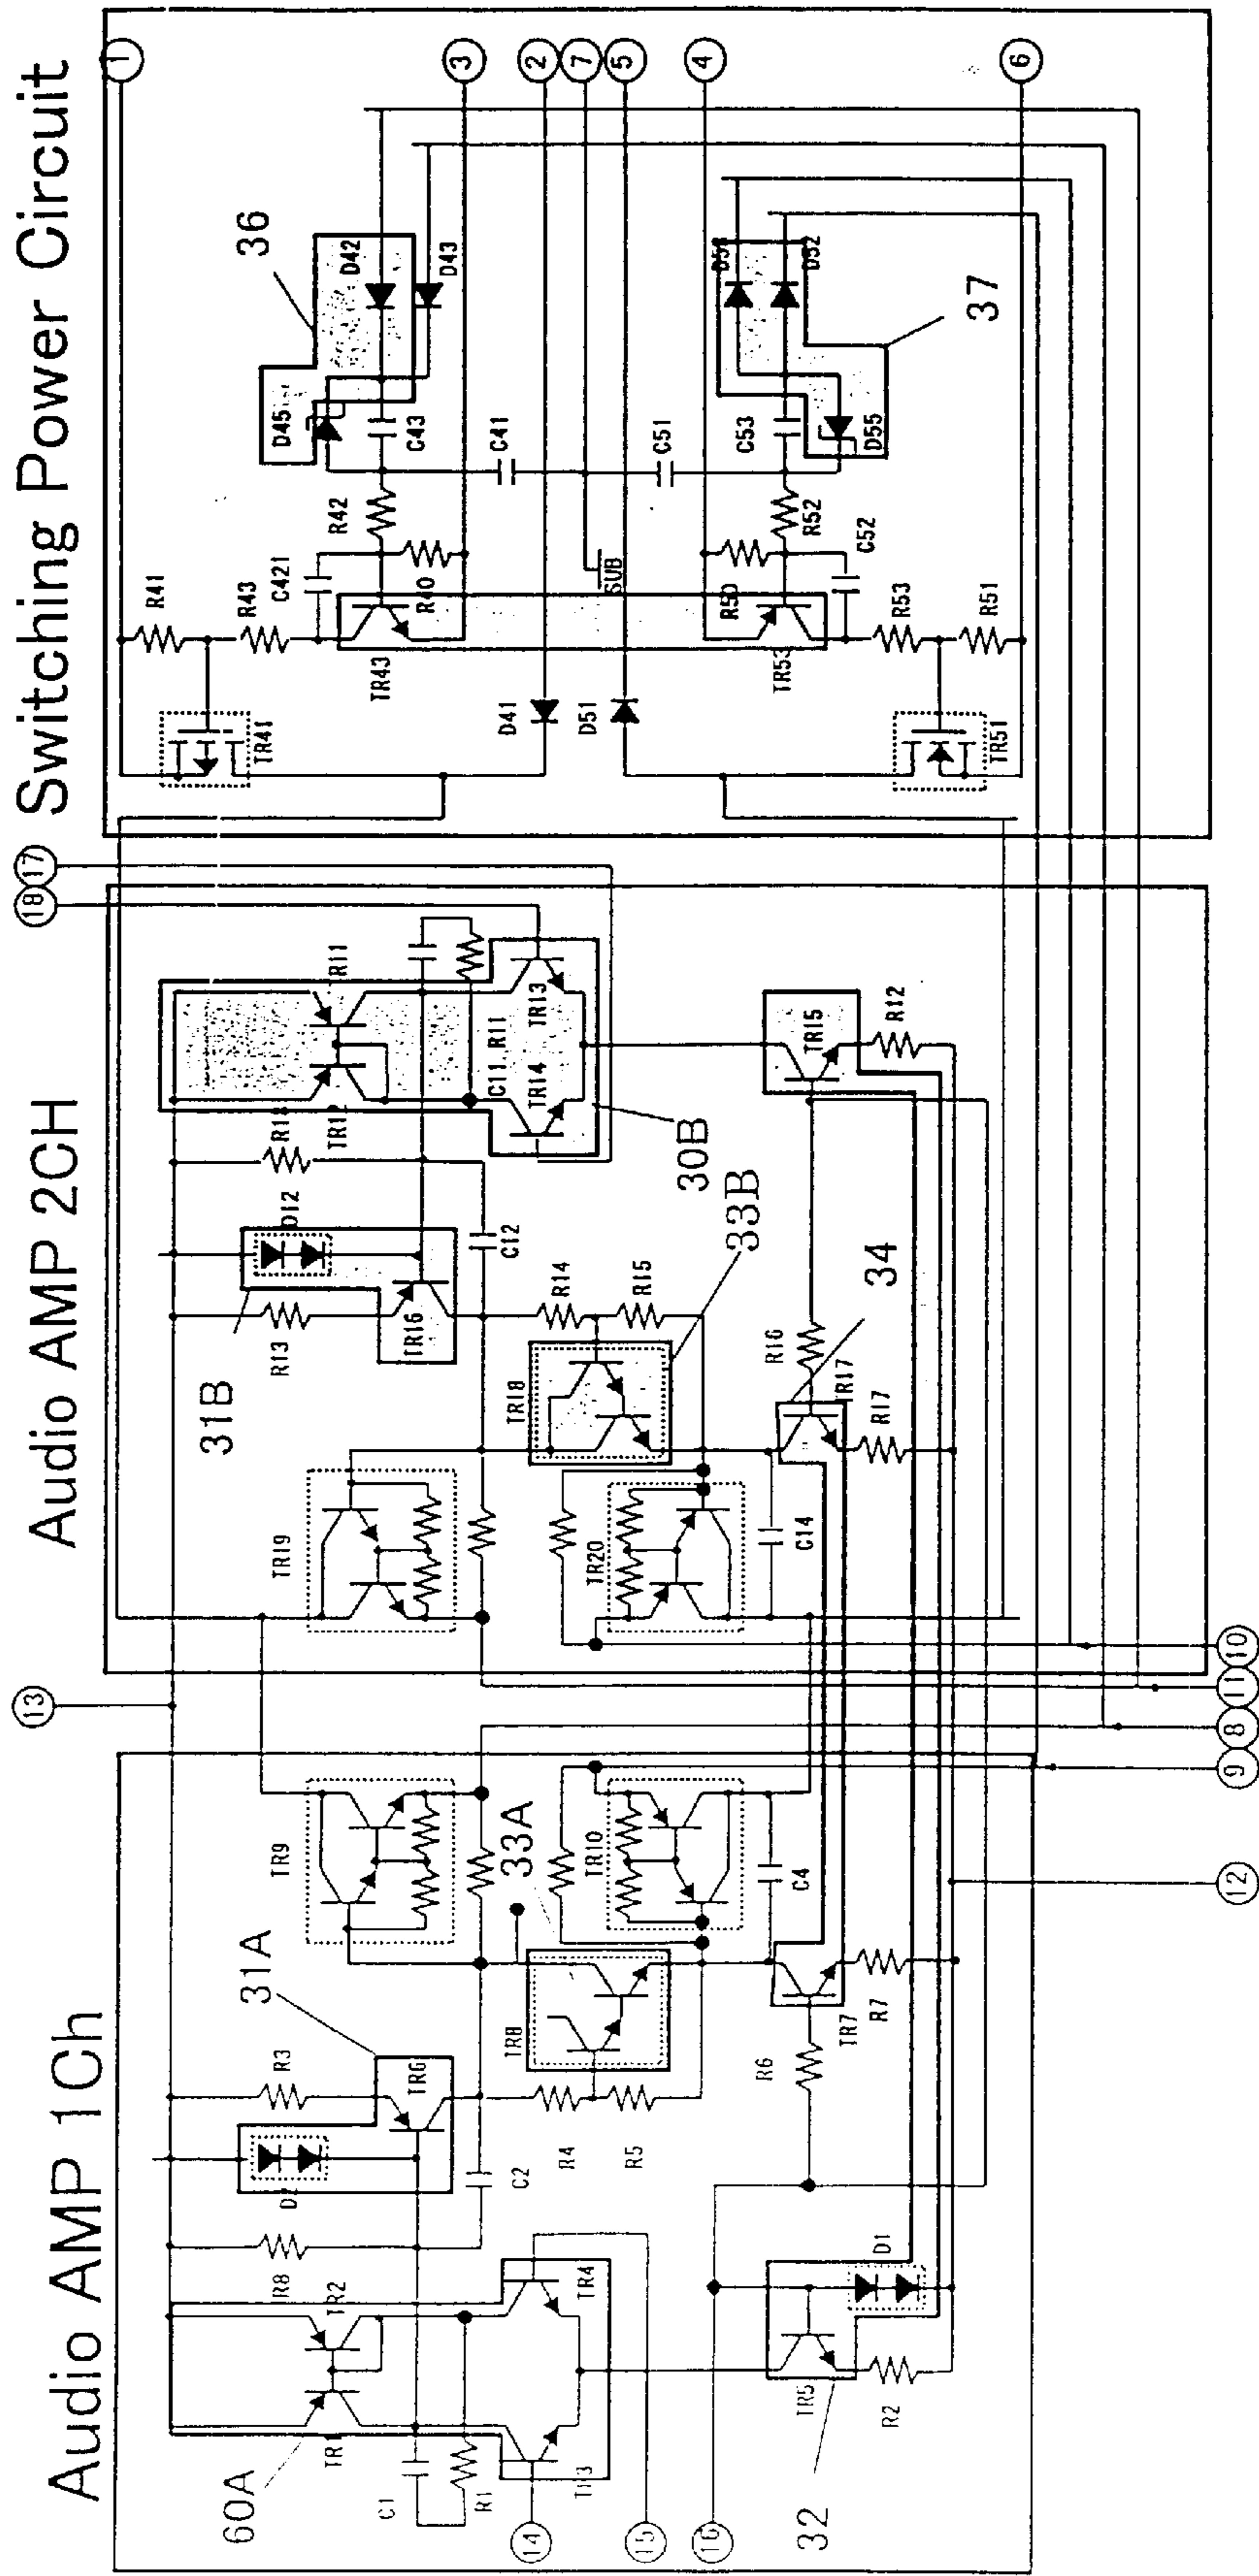 Audio AMP 1Ch
Audio AMP 2CH
Switching Power Circuit
13
18
17
1
3
2
7
5
4
6
60A
TR2
R8
C1
R1
TR4
14
15
16
32
TR5
R2
D1
31A
R3
TR6
C2
R4
R5
TR8
33A
R6
TR7
R7
TR9
TR10
C4
12
9
8
11
10
TR19
TR20
C14
31B
R13
D12
TR16
C12
R14
R15
TR18
33B
30B
34
R16
TR17
R17
R11
C11
R11
TR14
TR13
TR15
R12
TR41
R41
R43
C421
TR43
R40
R42
D45
C43
D42
D43
36
C41
D41
D51
SUB
C51
R50
TR53
R52
C52
C53
D52
D55
37
R53
R51
TR51